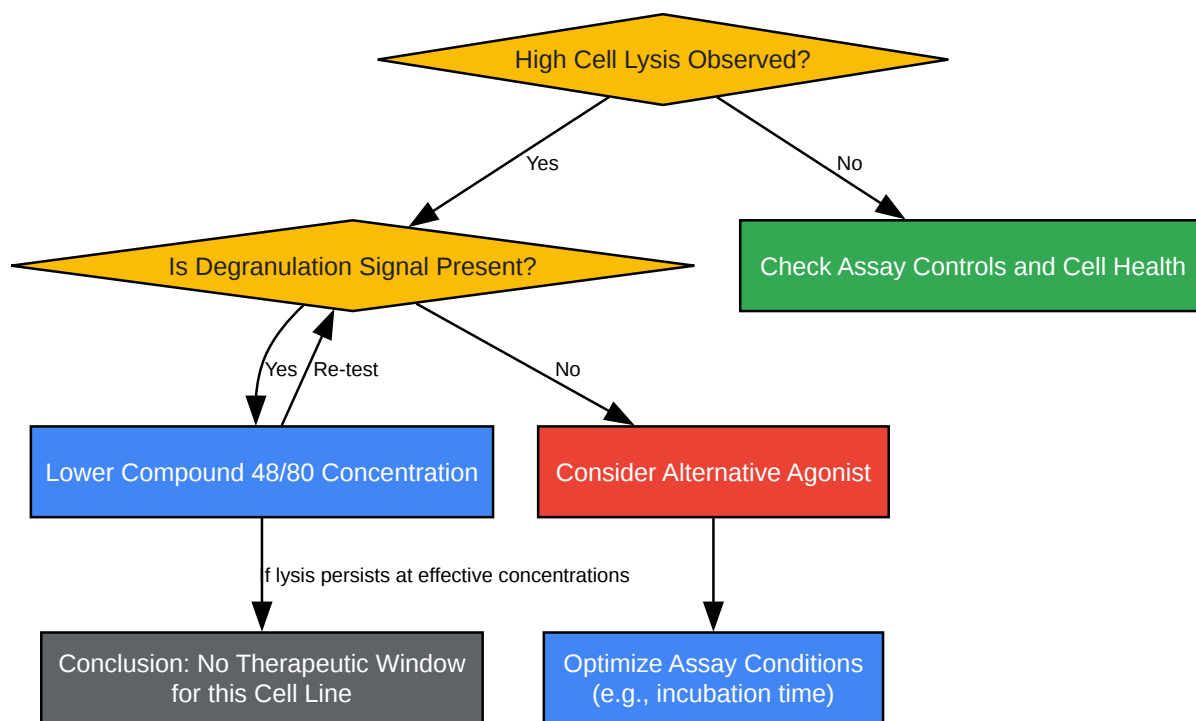 High Cell Lysis Observed?
Yes
No
Is Degranulation Signal Present?
Check Assay Controls and Cell Health
Yes
Re-test
No
Lower Compound 48/80 Concentration
Consider Alternative Agonist
If lysis persists at effective concentrations
Conclusion: No Therapeutic Window
for this Cell Line
Optimize Assay Conditions
(e.g., incubation time)